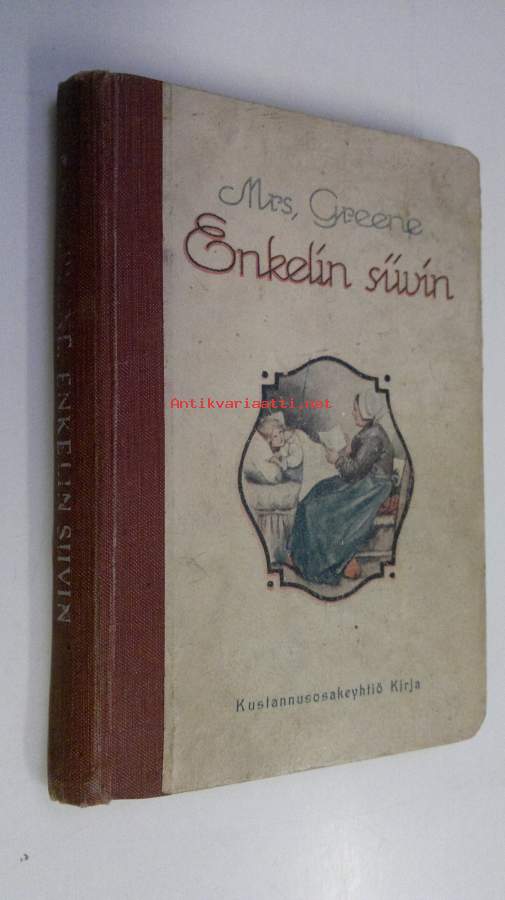 Mrs, Greene
Enkelin siivin
Antikvariaatti.net
Kustannusosakeyhtiö Kirja
ENKELIN SIIVIN